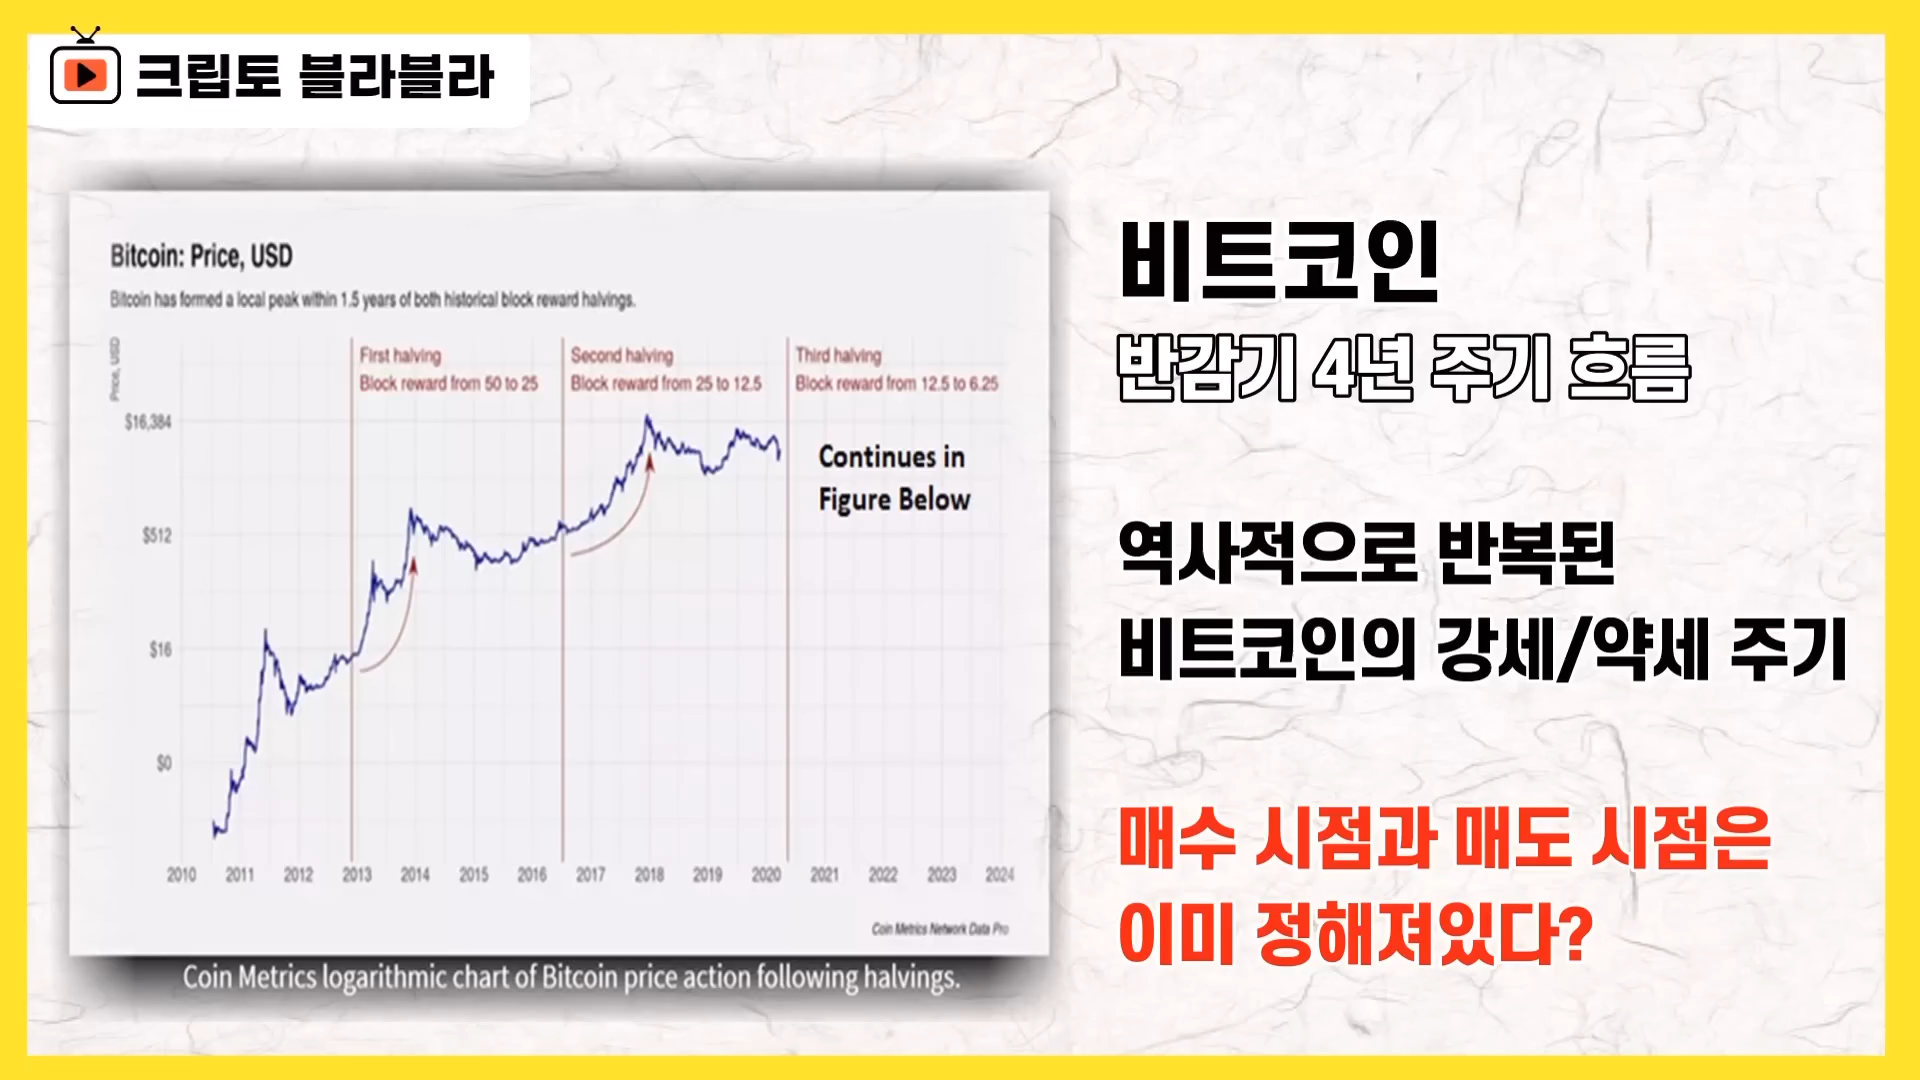 크립토 블라블라
Bitcoin: Price, USD
Bitcoin has formed a local peak within 1.5 years of both historical block reward halvings.
Price, USD
First halving
Block reward from 50 to 25
Second halving
Block reward from 25 to 12.5
Third halving
Block reward from 12.5 to 6.25
$16,384
$512
$16
$0
Continues in
Figure Below
2010 2011 2012 2013 2014 2015 2016 2017 2018 2019 2020 2021 2022 2023 2024
Coin Metrics Network Data Pro
Coin Metrics logarithmic chart of Bitcoin price action following halvings.
비트코인
반감기 4년 주기 흐름
역사적으로 반복된
비트코인의 강세/약세 주기
매수 시점과 매도 시점은
이미 정해져있다?